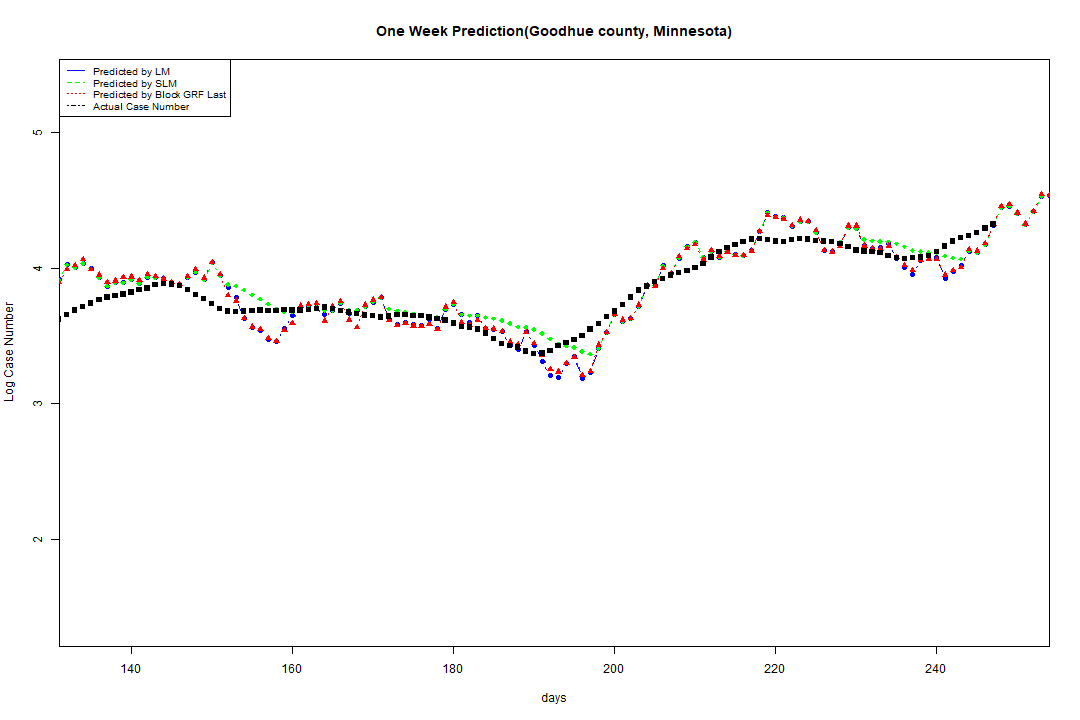 One Week Prediction(Goodhue county, Minnesota)
Predicted by LM
Predicted by SLM
Predicted by Block GRF Last
Actual Case Number
5
4
3
2
Log Case Number
140 160 180 200 220 240
days